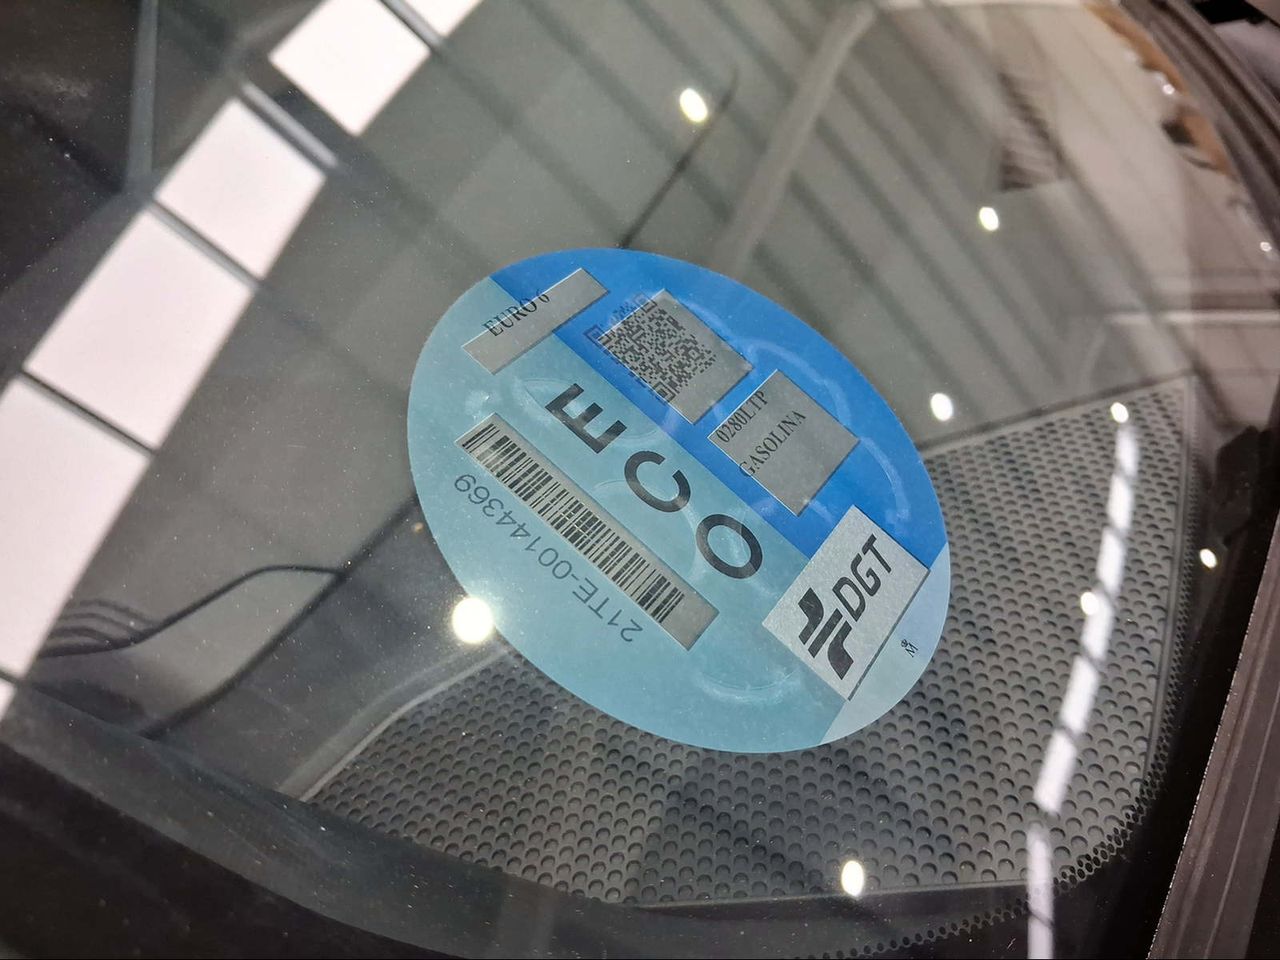 EURO 6
0280LTP
GASOLINA
ECO
21TE-00144369
DGT